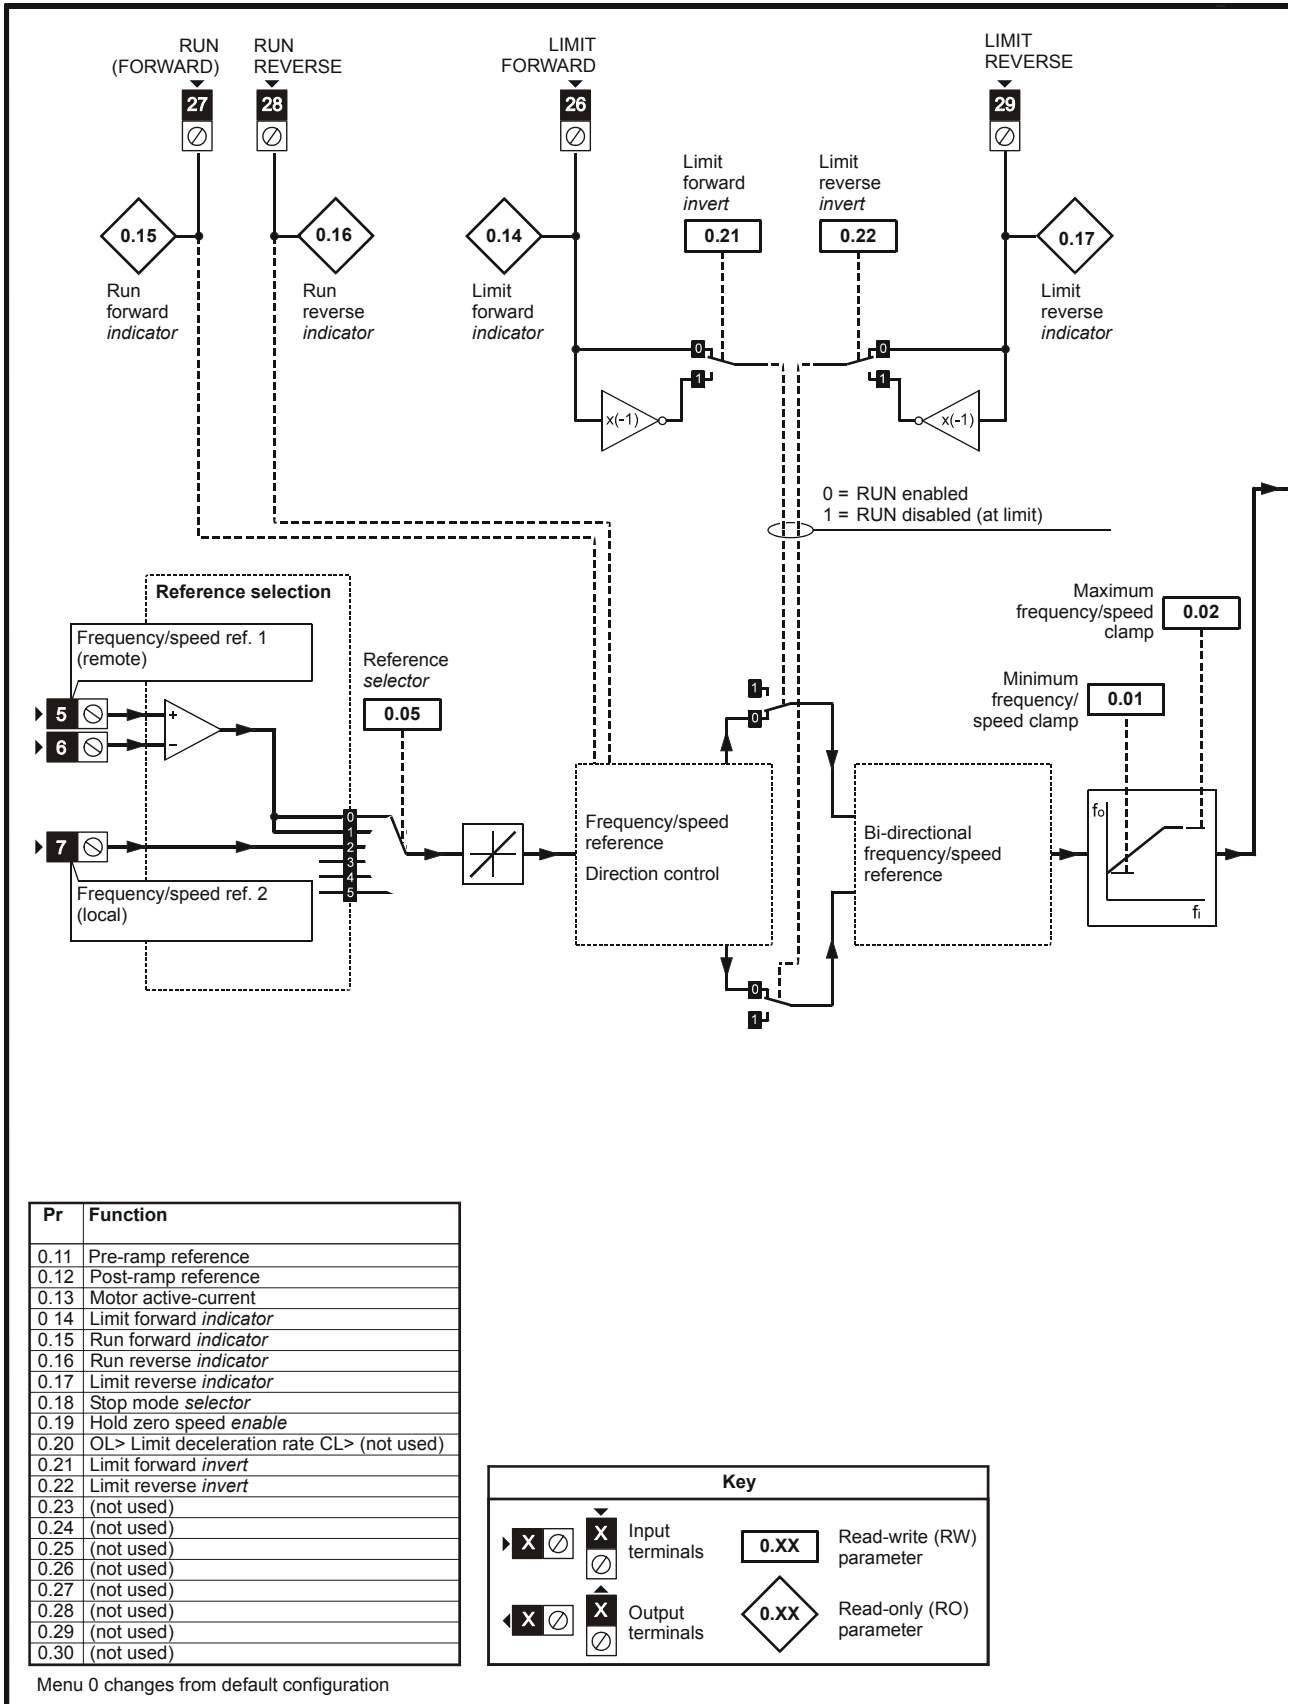 RUN
(FORWARD)
RUN
REVERSE
LIMIT
FORWARD
LIMIT
REVERSE
27
28
26
29
Limit
forward
invert
Limit
reverse
invert
0.15
0.16
0.14
0.21
0.22
0.17
Run
forward
indicator
Run
reverse
indicator
Limit
forward
indicator
Limit
reverse
indicator
0
0
1
1
x(-1)
x(-1)
0 = RUN enabled
1 = RUN disabled (at limit)
Reference selection
Frequency/speed ref. 1
(remote)
Reference
selector
0.05
5
6
+
−
7
Frequency/speed ref. 2
(local)
0
1
2
3
4
5
1
0
Frequency/speed
reference
Direction control
0
1
Bi-directional
frequency/speed
reference
Maximum
frequency/speed
clamp
0.02
Minimum
frequency/
speed clamp
0.01
fo
fi
Pr Function
0.11 Pre-ramp reference
0.12 Post-ramp reference
0.13 Motor active-current
0 14 Limit forward indicator
0.15 Run forward indicator
0.16 Run reverse indicator
0.17 Limit reverse indicator
0.18 Stop mode selector
0.19 Hold zero speed enable
0.20 OL> Limit deceleration rate CL> (not used)
0.21 Limit forward invert
0.22 Limit reverse invert
0.23 (not used)
0.24 (not used)
0.25 (not used)
0.26 (not used)
0.27 (not used)
0.28 (not used)
0.29 (not used)
0.30 (not used)
Key
X
X
Input
terminals
0.XX
Read-write (RW)
parameter
X
X
Output
terminals
0.XX
Read-only (RO)
parameter
Menu 0 changes from default configuration